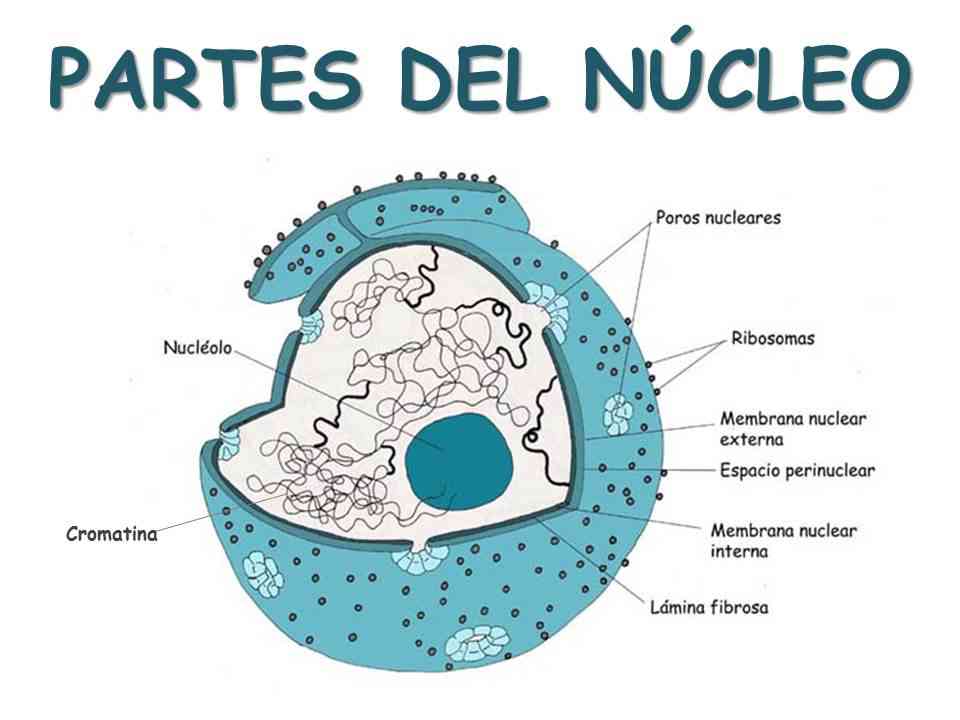 PARTES DEL NÚCLEO
Poros nucleares
Ribosomas
Nucléolo
Membrana nuclear
externa
Espacio perinuclear
Cromatina
Membrana nuclear
interna
Lámina fibrosa